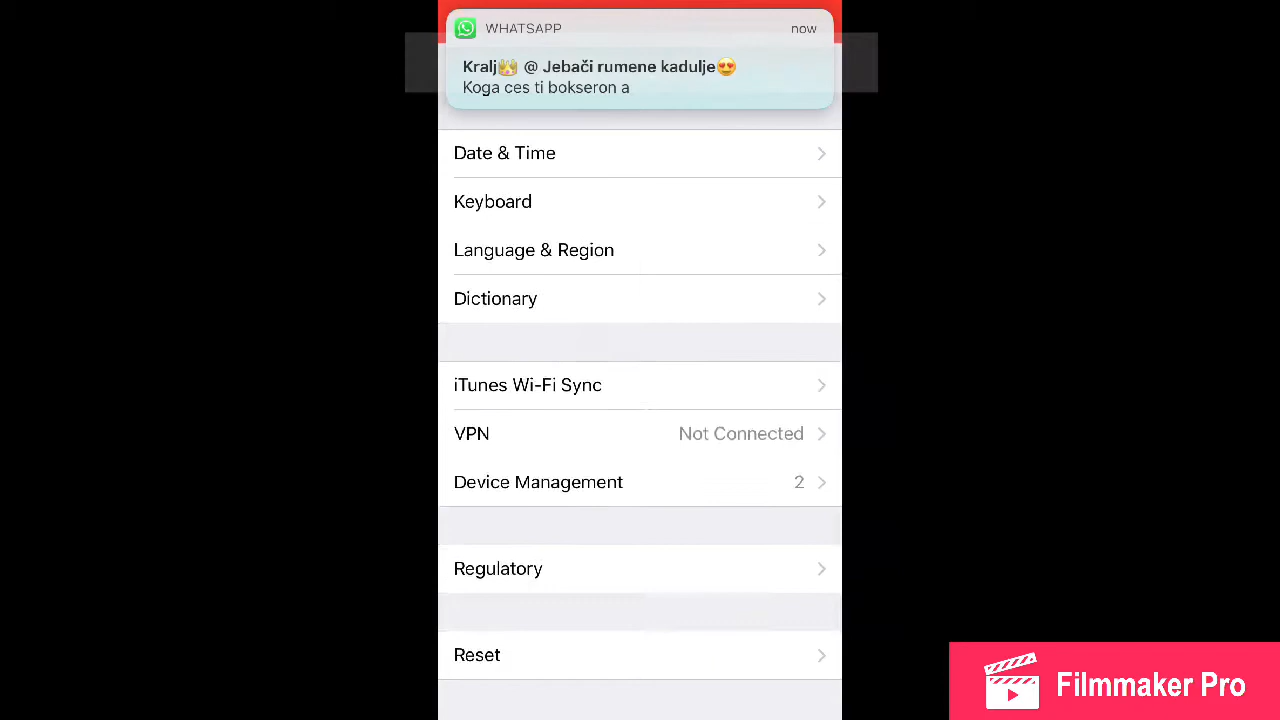 WHATSAPP now
Kralj👑 @ Jebači rumene kadulje😍
Koga ces ti bokseron a
Date & Time
Keyboard
Language & Region
Dictionary
iTunes Wi-Fi Sync
VPN Not Connected
Device Management 2
Regulatory
Reset
Filmmaker Pro